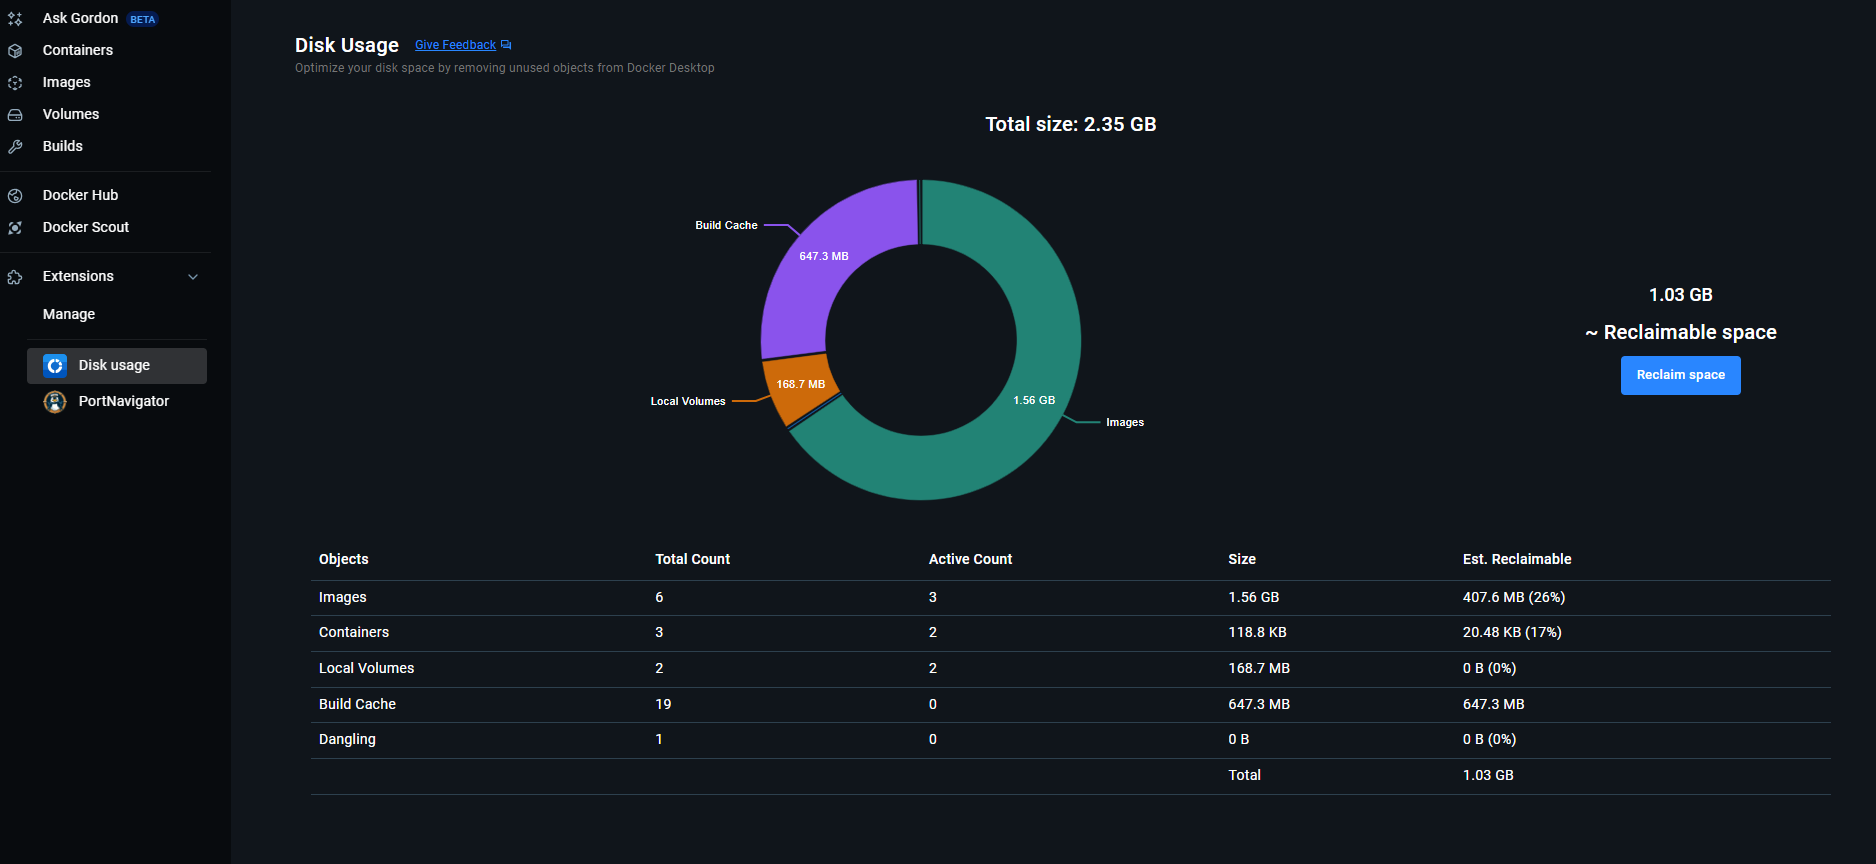 Ask Gordon BETA
Containers
Images
Volumes
Builds
Docker Hub
Docker Scout
Extensions
Manage
Disk usage
PortNavigator
Disk Usage Give Feedback
Optimize your disk space by removing unused objects from Docker Desktop
Total size: 2.35 GB
Build Cache
647.3 MB
168.7 MB
Local Volumes
1.56 GB
Images
1.03 GB
~ Reclaimable space
Reclaim space
Objects Total Count Active Count Size Est. Reclaimable
Images 6 3 1.56 GB 407.6 MB (26%)
Containers 3 2 118.8 KB 20.48 KB (17%)
Local Volumes 2 2 168.7 MB 0 B (0%)
Build Cache 19 0 647.3 MB 647.3 MB
Dangling 1 0 0 B 0 B (0%)
Total 1.03 GB